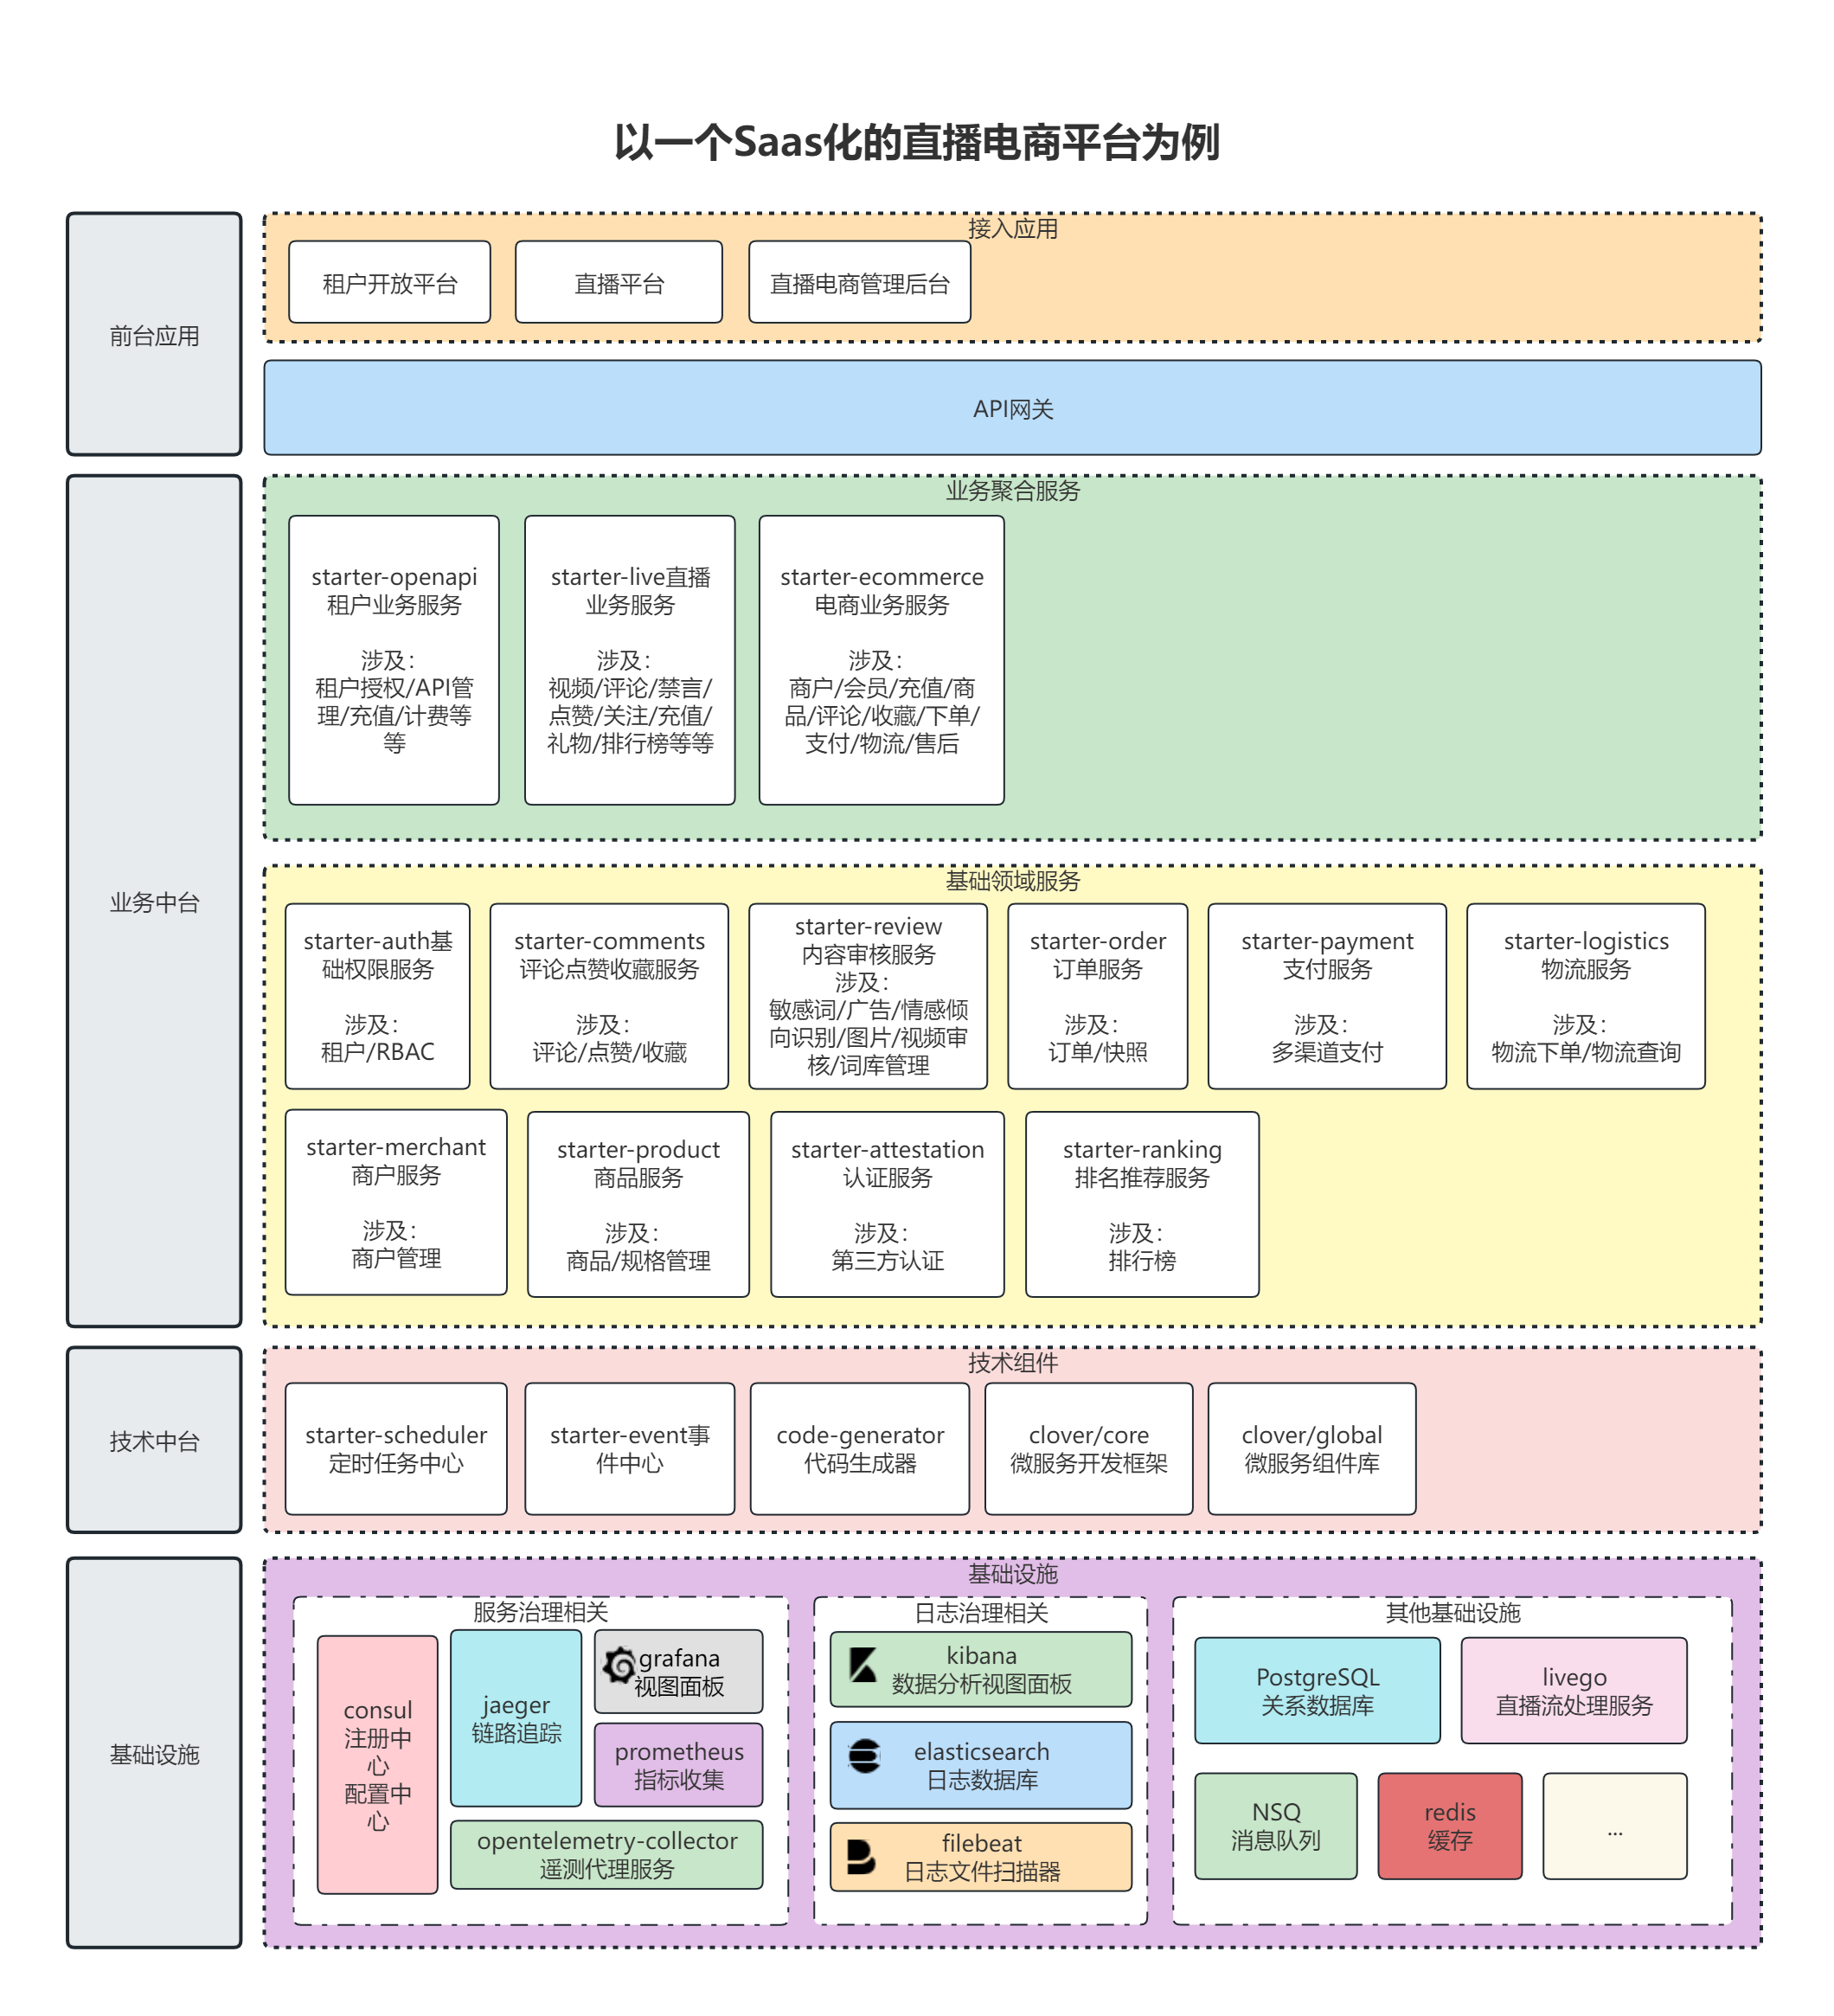 以一个Saas化的直播电商平台为例
前台应用
接入应用
租户开放平台
直播平台
直播电商管理后台
API网关
业务中台
业务聚合服务
starter-openapi
租户业务服务
涉及：
租户授权/API管
理/充值/计费等
等
starter-live直播
业务服务
涉及：
视频/评论/禁言/
点赞/关注/充值/
礼物/排行榜等等
starter-ecommerce
电商业务服务
涉及：
商户/会员/充值/商
品/评论/收藏/下单/
支付/物流/售后
基础领域服务
starter-auth基
础权限服务
涉及：
租户/RBAC
starter-comments
评论点赞收藏服务
涉及：
评论/点赞/收藏
starter-review
内容审核服务
涉及：
敏感词/广告/情感倾
向识别/图片/视频审
核/词库管理
starter-order
订单服务
涉及：
订单/快照
starter-payment
支付服务
涉及：
多渠道支付
starter-logistics
物流服务
涉及：
物流下单/物流查询
starter-merchant
商户服务
涉及：
商户管理
starter-product
商品服务
涉及：
商品/规格管理
starter-attestation
认证服务
涉及：
第三方认证
starter-ranking
排名推荐服务
涉及：
排行榜
技术中台
技术组件
starter-scheduler
定时任务中心
starter-event事
件中心
code-generator
代码生成器
clover/core
微服务开发框架
clover/global
微服务组件库
基础设施
基础设施
服务治理相关
consul
注册中
心
配置中
心
jaeger
链路追踪
grafana
视图面板
prometheus
指标收集
opentelemetry-collector
遥测代理服务
日志治理相关
kibana
数据分析视图面板
elasticsearch
日志数据库
filebeat
日志文件扫描器
其他基础设施
PostgreSQL
关系数据库
livego
直播流处理服务
NSQ
消息队列
redis
缓存
...